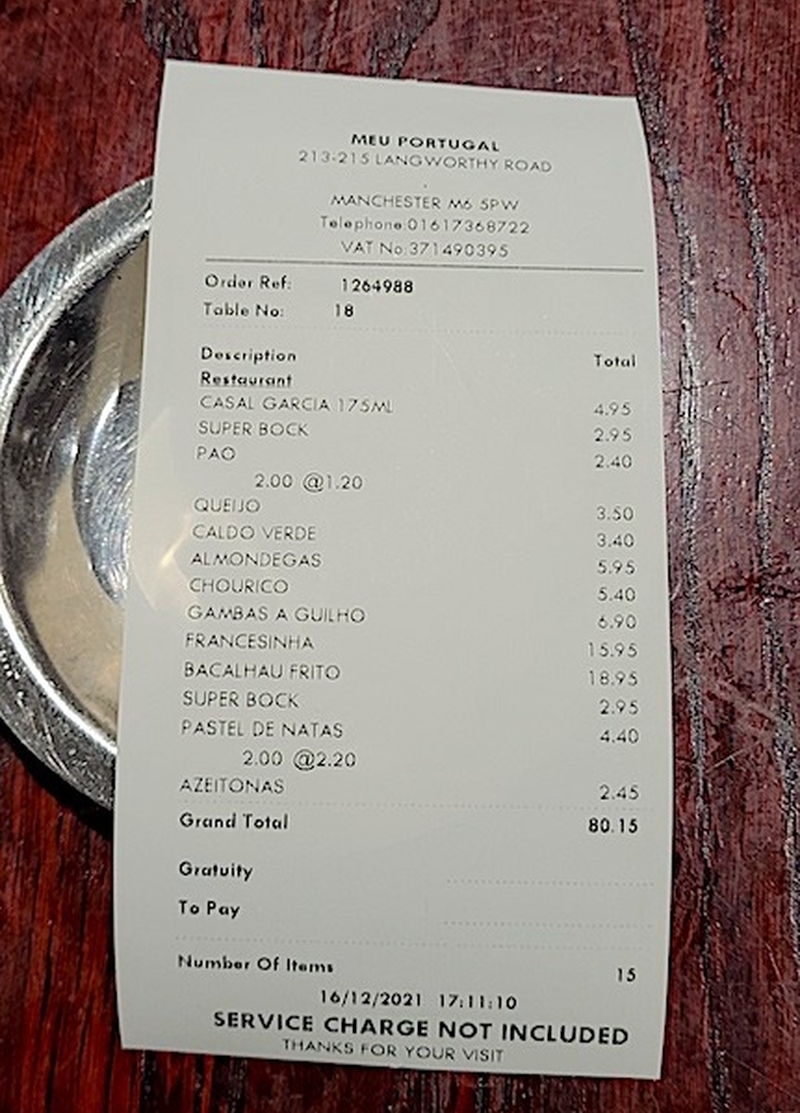 MEU PORTUGAL
213-215 LANGWORTHY ROAD
MANCHESTER M6 5PW
Telephone:01617368722
VAT No:371490395
Order Ref: 1264988
Table No: 18
Description Total
Restaurant
CASAL GARCIA 175ML 4.95
SUPER BOCK 2.95
PAO 2.40
2.00 @1.20
QUEIJO 3.50
CALDO VERDE 3.40
ALMONDEGAS 5.95
CHOURICO 5.40
GAMBAS A GUILHO 6.90
FRANCESINHA 15.95
BACALHAU FRITO 18.95
SUPER BOCK 2.95
PASTEL DE NATAS 4.40
2.00 @2.20
AZEITONAS 2.45
Grand Total 80.15
Gratuity
To Pay
Number Of Items 15
16/12/2021 17:11:10
SERVICE CHARGE NOT INCLUDED
THANKS FOR YOUR VISIT